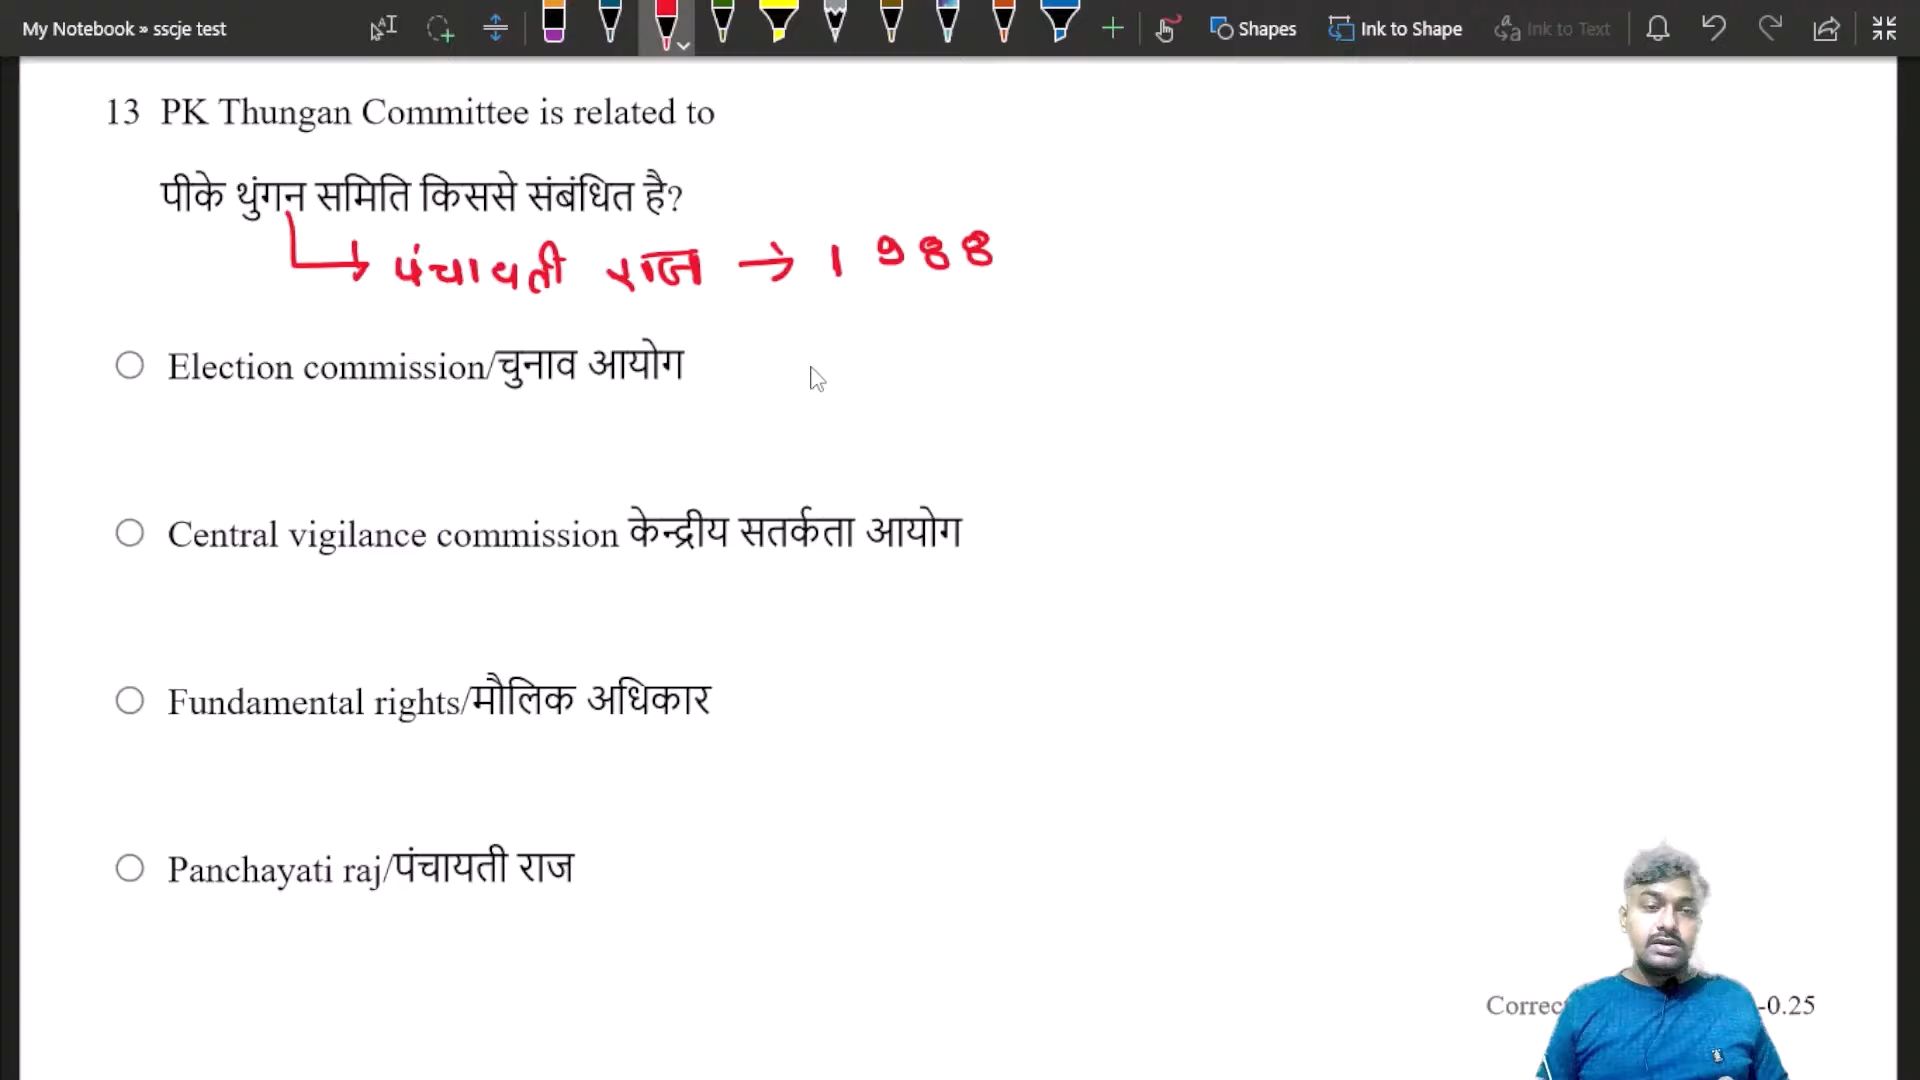 My Notebook » sscje test
Shapes
Ink to Shape
Ink to Text
13 PK Thungan Committee is related to
पीके थुंगन समिति किससे संबंधित है?
पंचायती राज → 1988
Election commission/चुनाव आयोग
Central vigilance commission केन्द्रीय सतर्कता आयोग
Fundamental rights/मौलिक अधिकार
Panchayati raj/पंचायती राज
-0.25